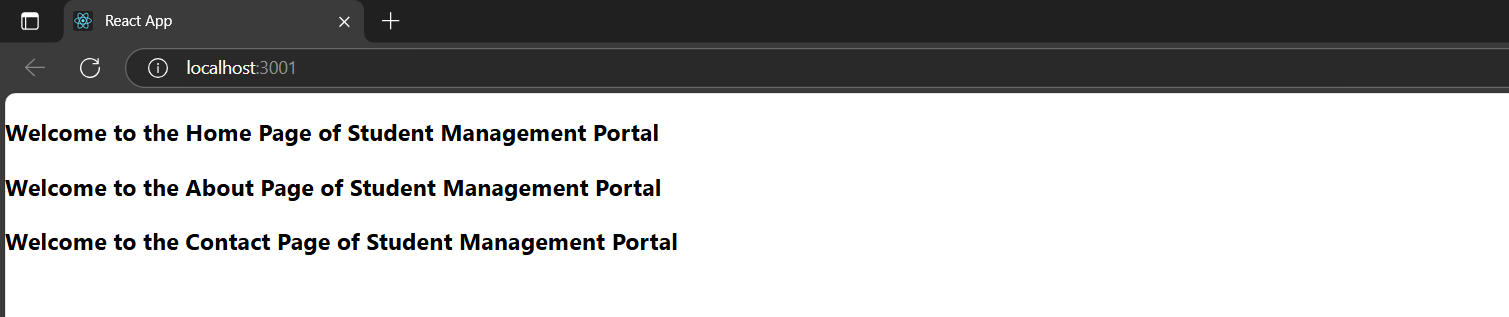 React App
localhost:3001
Welcome to the Home Page of Student Management Portal
Welcome to the About Page of Student Management Portal
Welcome to the Contact Page of Student Management Portal